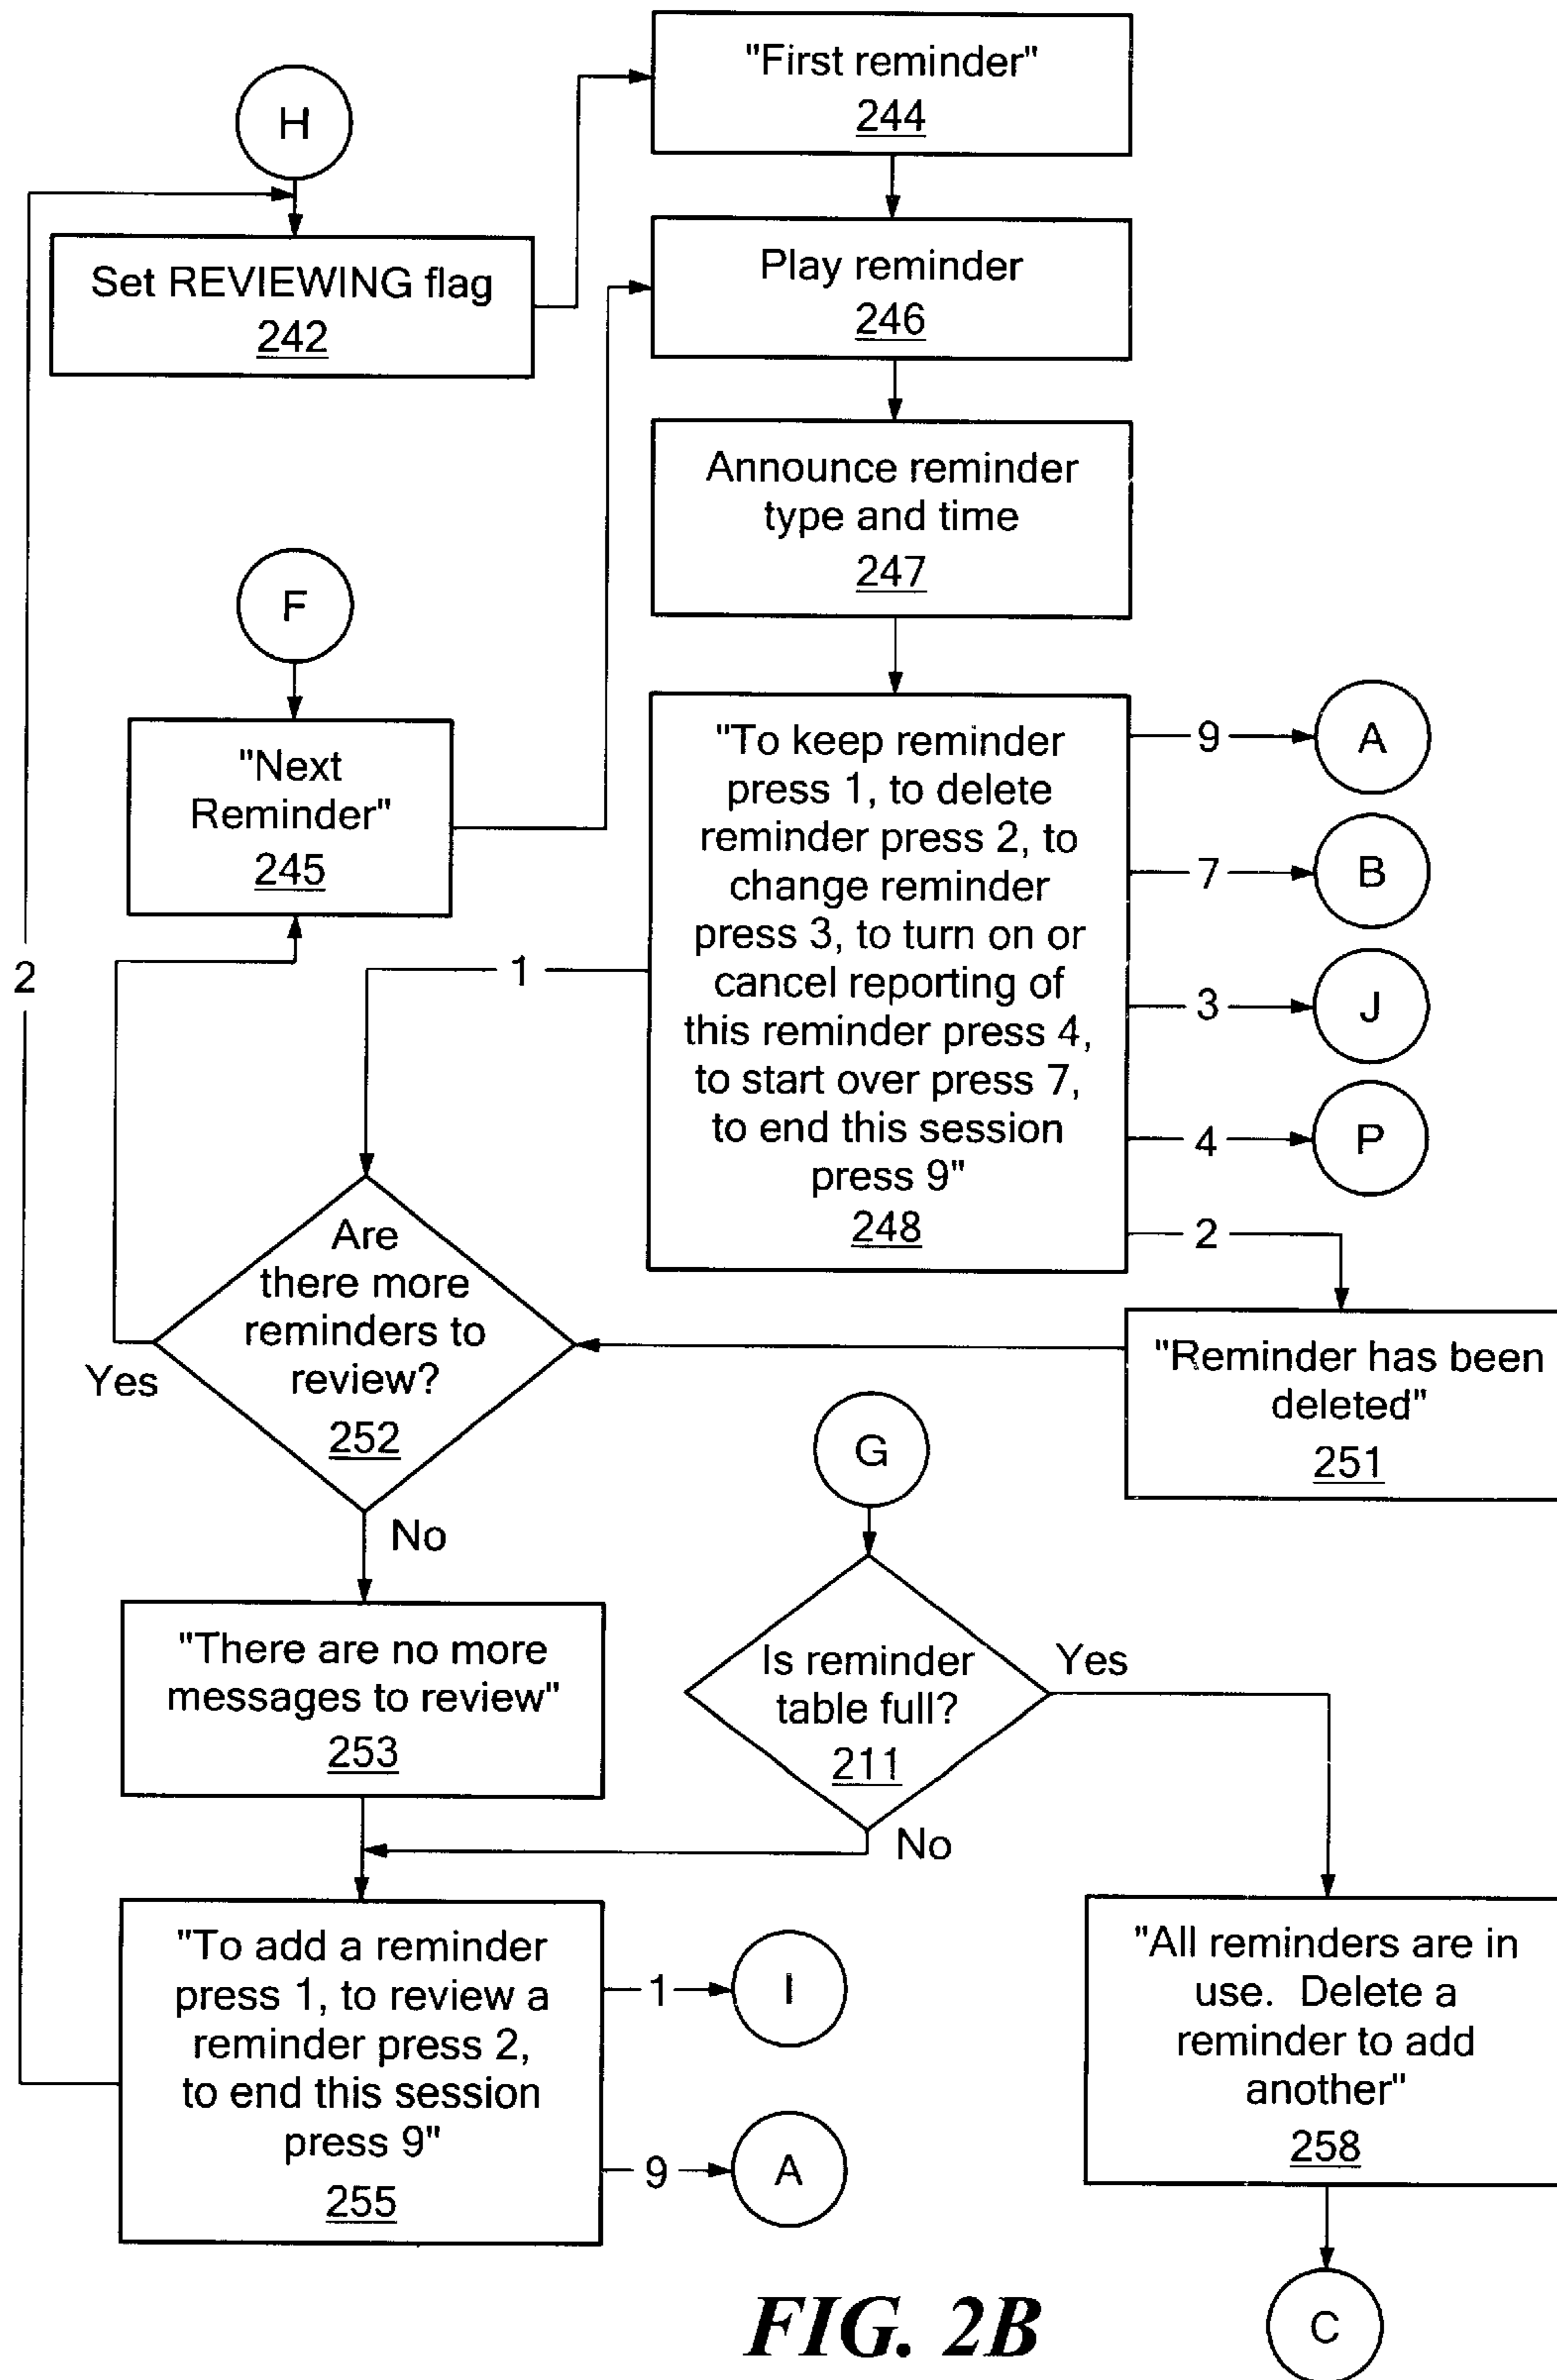 "First reminder"
244
H
Set REVIEWING flag
242
Play reminder
246
Announce reminder
type and time
247
F
"Next
Reminder"
245
"To keep reminder
press 1, to delete
reminder press 2, to
change reminder
press 3, to turn on or
cancel reporting of
this reminder press 4,
to start over press 7,
to end this session
press 9"
248
9
A
7
B
3
J
4
P
2
1
2
Are
there more
reminders to
review?
252
Yes
No
"Reminder has been
deleted"
251
G
Is reminder
table full?
211
Yes
No
"There are no more
messages to review"
253
"To add a reminder
press 1, to review a
reminder press 2,
to end this session
press 9"
255
1
I
9
A
"All reminders are in
use. Delete a
reminder to add
another"
258
C
FIG. 2B